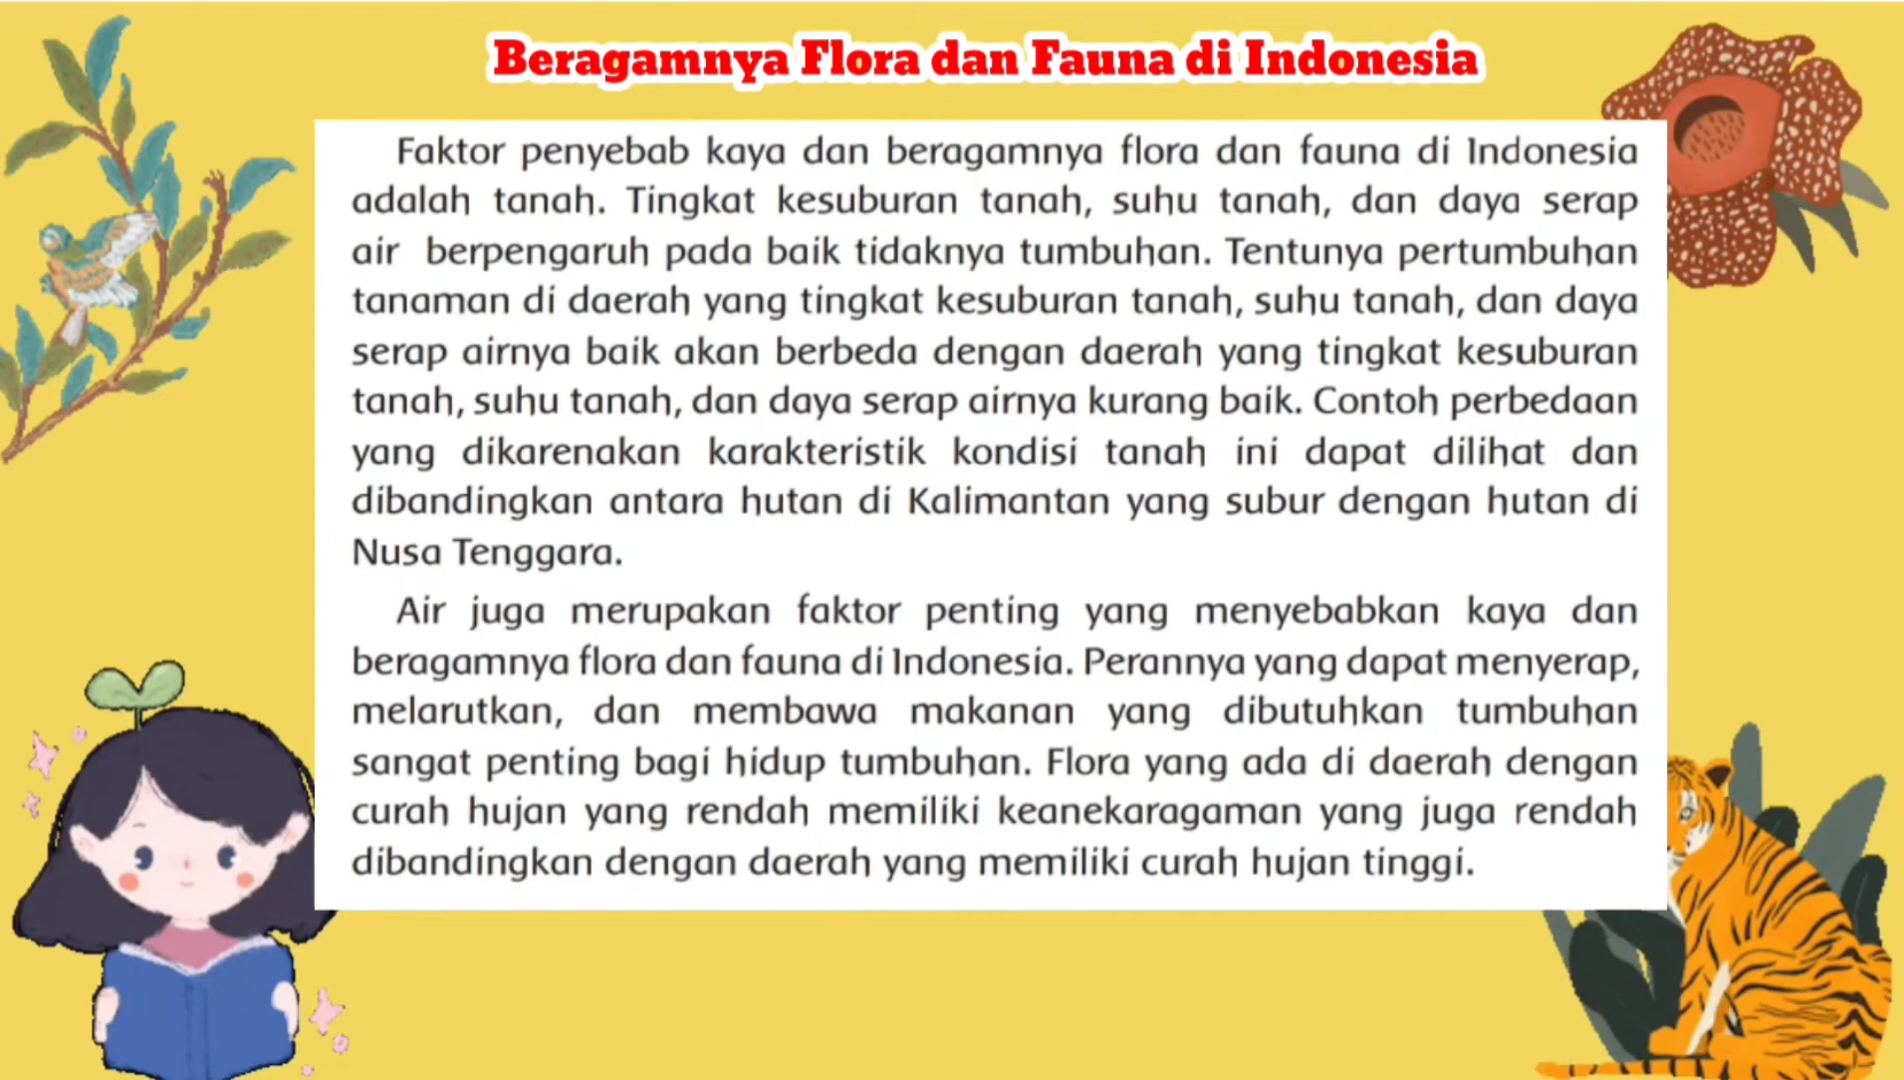 Beragamnya Flora dan Fauna di Indonesia
Faktor penyebab kaya dan beragamnya flora dan fauna di Indonesia
adalah tanah. Tingkat kesuburan tanah, suhu tanah, dan daya serap
air berpengaruh pada baik tidaknya tumbuhan. Tentunya pertumbuhan
tanaman di daerah yang tingkat kesuburan tanah, suhu tanah, dan daya
serap airnya baik akan berbeda dengan daerah yang tingkat kesuburan
tanah, suhu tanah, dan daya serap airnya kurang baik. Contoh perbedaan
yang dikarenakan karakteristik kondisi tanah ini dapat dilihat dan
dibandingkan antara hutan di Kalimantan yang subur dengan hutan di
Nusa Tenggara.
Air juga merupakan faktor penting yang menyebabkan kaya dan
beragamnya flora dan fauna di Indonesia. Perannya yang dapat menyerap,
melarutkan, dan membawa makanan yang dibutuhkan tumbuhan
sangat penting bagi hidup tumbuhan. Flora yang ada di daerah dengan
curah hujan yang rendah memiliki keanekaragaman yang juga rendah
dibandingkan dengan daerah yang memiliki curah hujan tinggi.